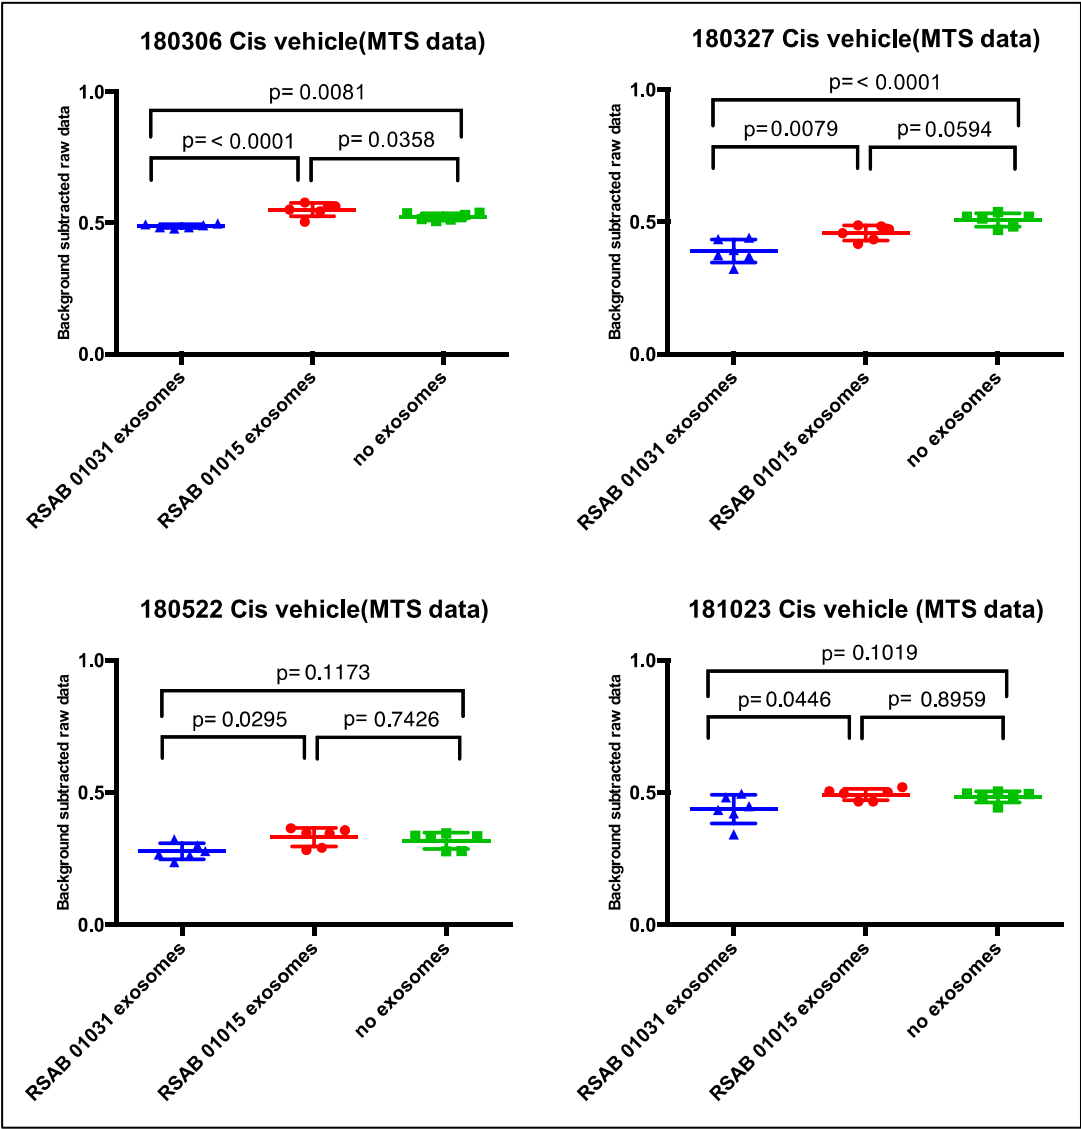 180306 Cis vehicle(MTS data)
p= 0.0081
p= < 0.0001
p= 0.0358
Background subtracted raw data
1.0
0.5
0.0
RSAB 01031 exosomes
RSAB 01015 exosomes
no exosomes
180327 Cis vehicle(MTS data)
p= < 0.0001
p= 0.0079
p= 0.0594
Background subtracted raw data
1.0
0.5
0.0
RSAB 01031 exosomes
RSAB 01015 exosomes
no exosomes
180522 Cis vehicle(MTS data)
p= 0.1173
p= 0.0295
p= 0.7426
Background subtracted raw data
1.0
0.5
0.0
RSAB 01031 exosomes
RSAB 01015 exosomes
no exosomes
181023 Cis vehicle (MTS data)
p= 0.1019
p= 0.0446
p= 0.8959
Background subtracted raw data
1.0
0.5
0.0
RSAB 01031 exosomes
RSAB 01015 exosomes
no exosomes